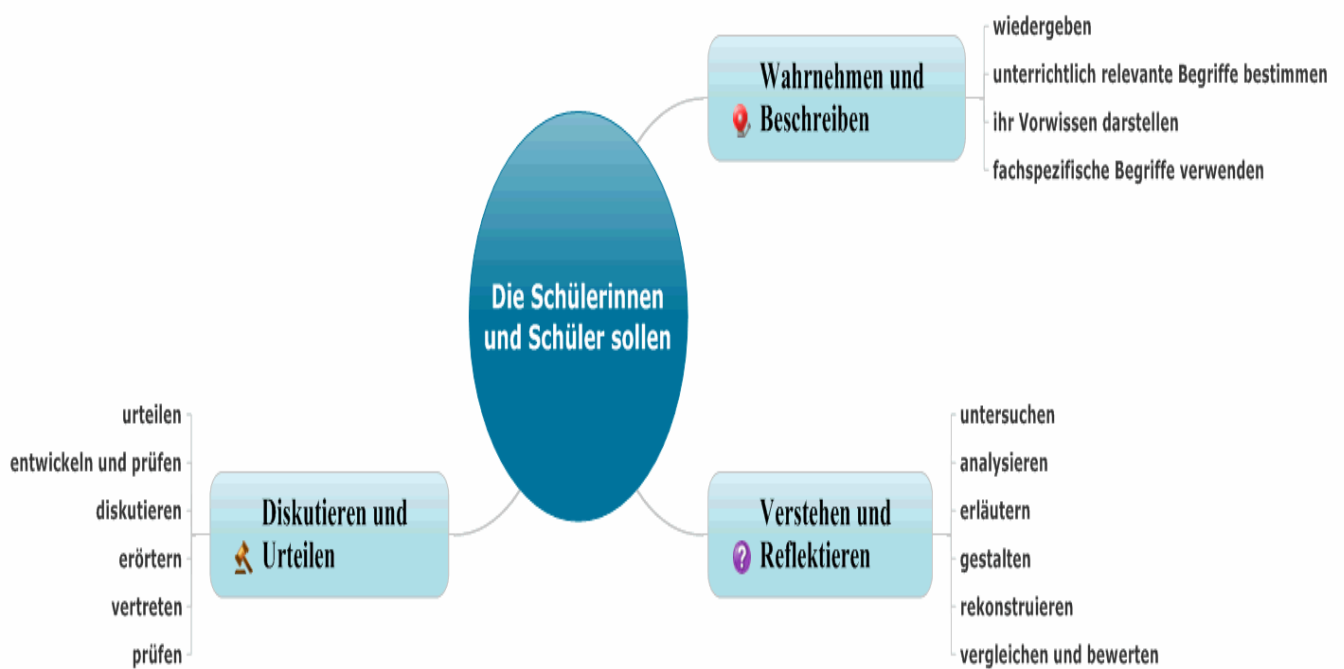 Die Schülerinnen
und Schüler sollen
Wahrnehmen und
Beschreiben
wiedergeben
unterrichtlich relevante Begriffe bestimmen
ihr Vorwissen darstellen
fachspezifische Begriffe verwenden
Verstehen und
Reflektieren
untersuchen
analysieren
erläutern
gestalten
rekonstruieren
vergleichen und bewerten
Diskutieren und
Urteilen
urteilen
entwickeln und prüfen
diskutieren
erörtern
vertreten
prüfen